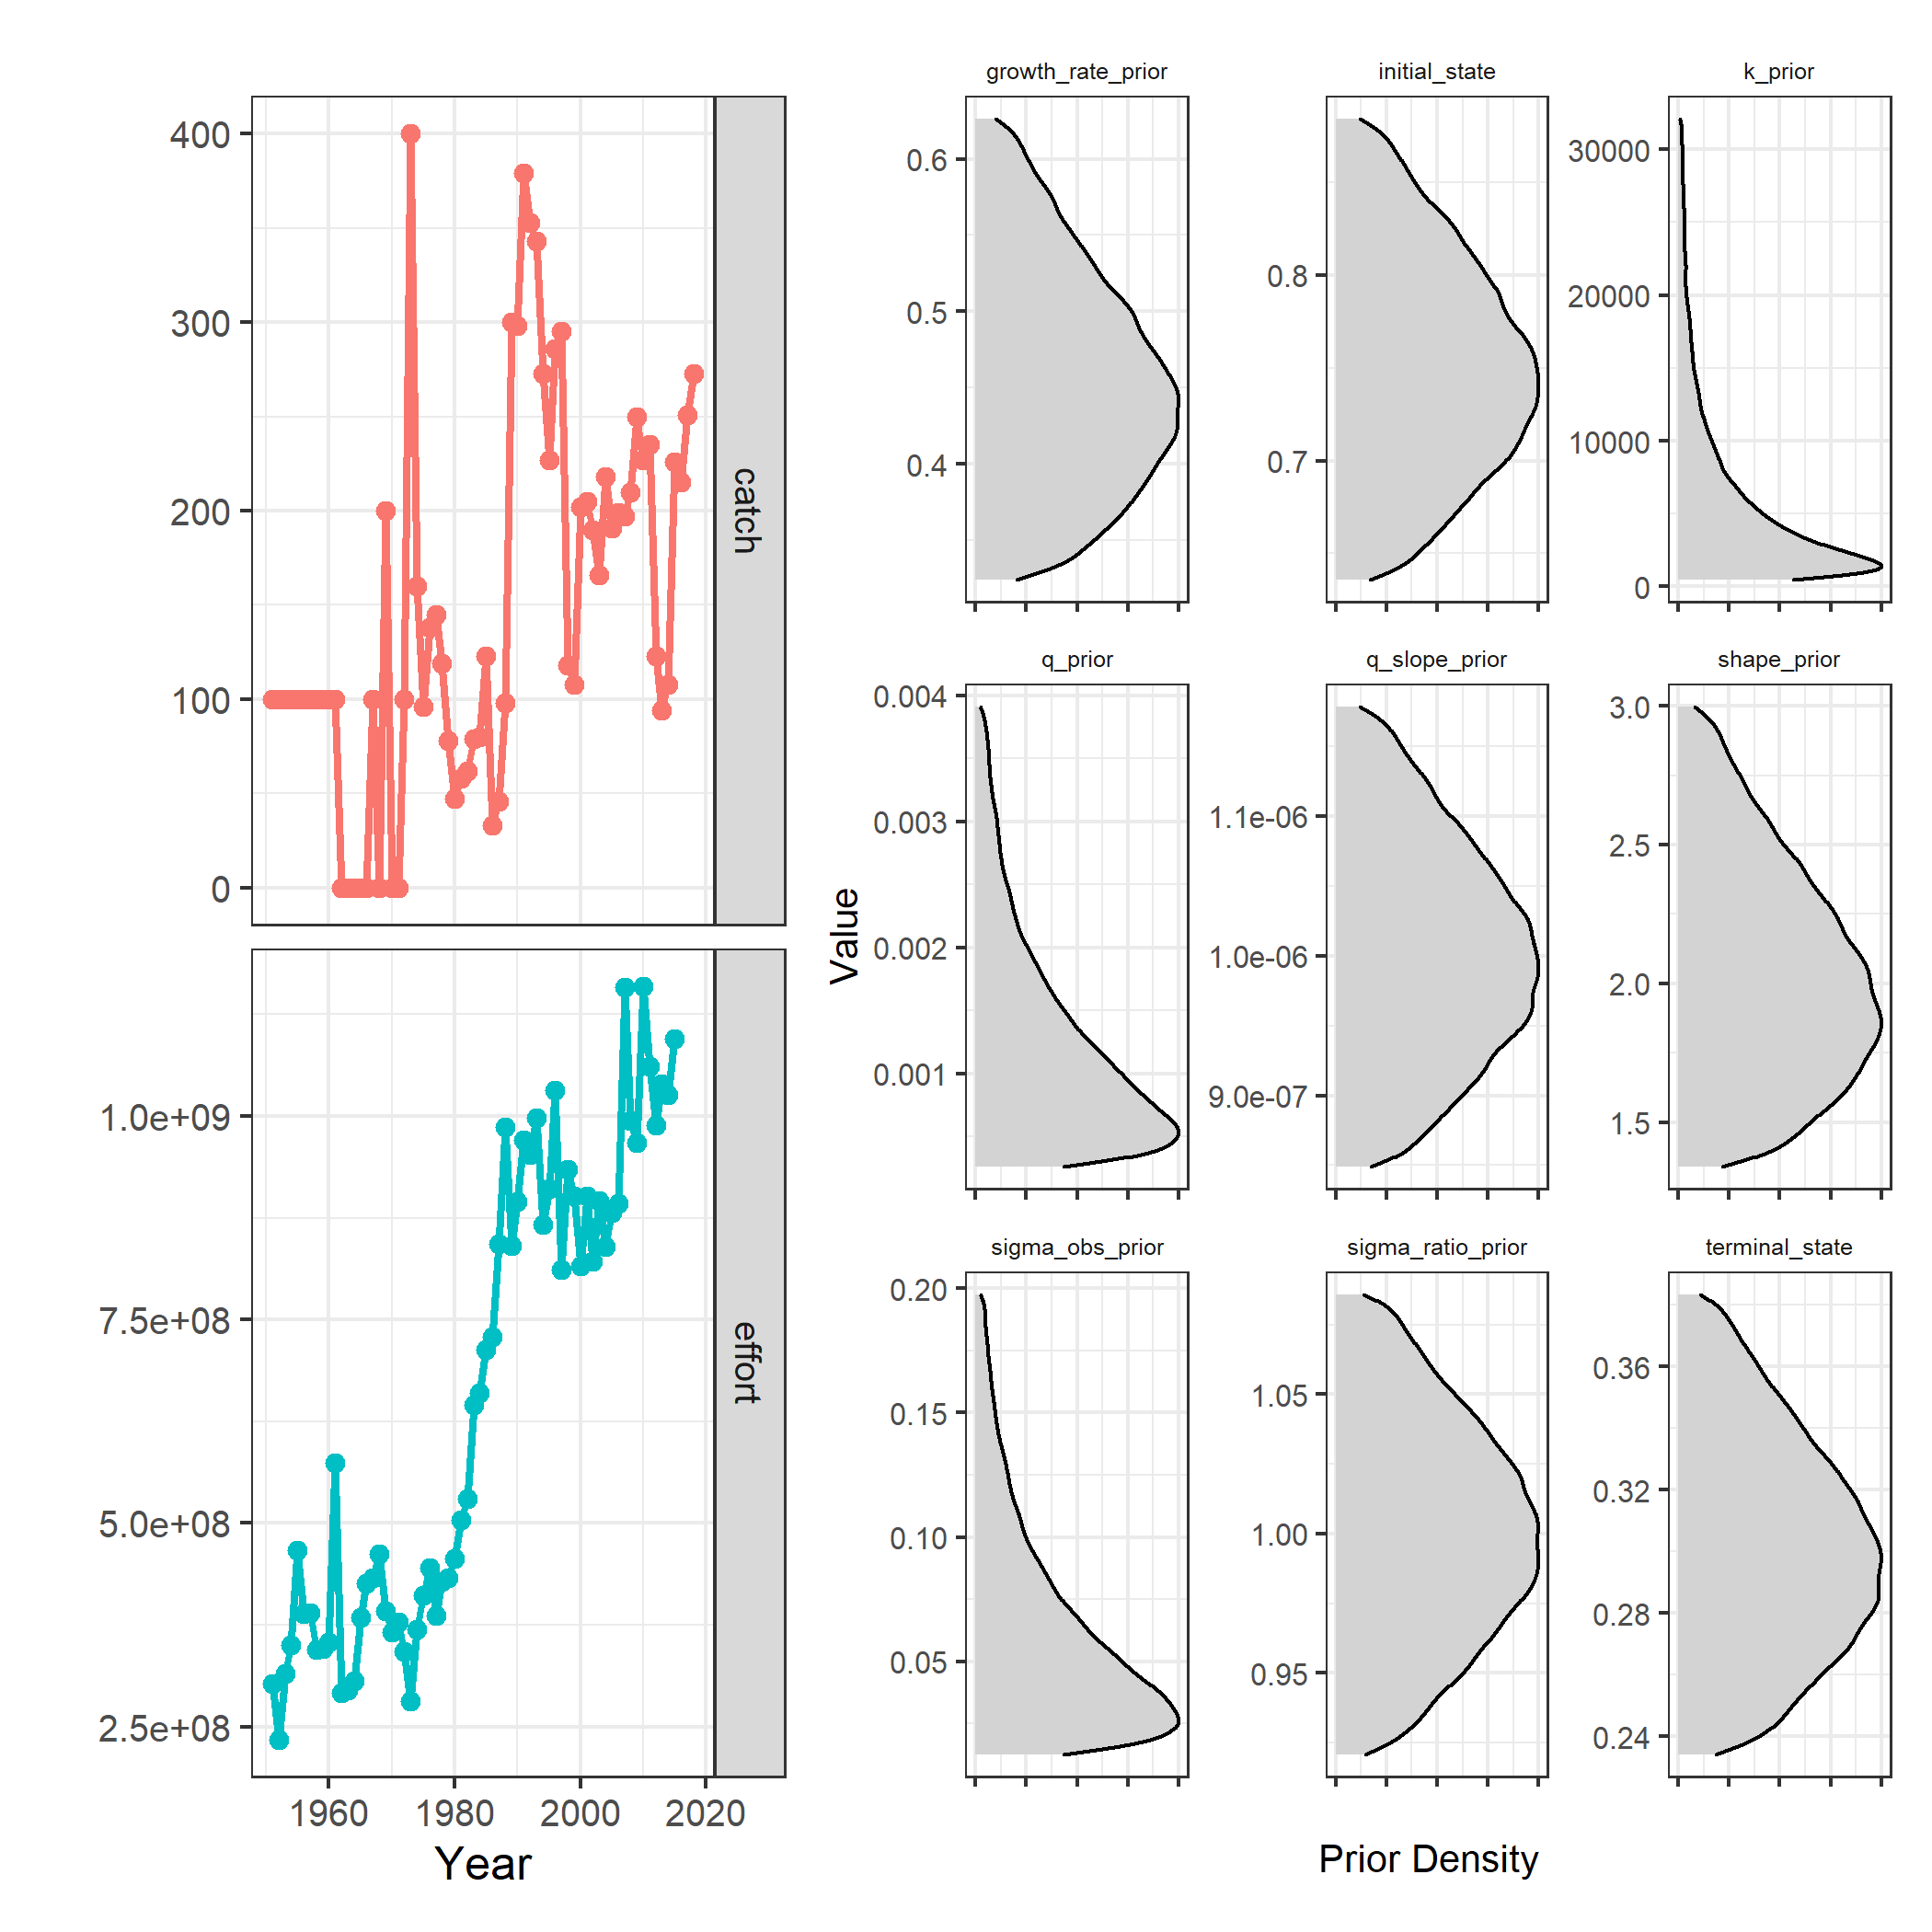 400
300
200
100
0
catch
1.0e+09
7.5e+08
5.0e+08
2.5e+08
effort
1960 1980 2000 2020
Year
Value
growth_rate_prior
0.6
0.5
0.4
initial_state
0.8
0.7
k_prior
30000
20000
10000
0
q_prior
0.004
0.003
0.002
0.001
q_slope_prior
1.1e-06
1.0e-06
9.0e-07
shape_prior
3.0
2.5
2.0
1.5
sigma_obs_prior
0.20
0.15
0.10
0.05
sigma_ratio_prior
1.05
1.00
0.95
terminal_state
0.36
0.32
0.28
0.24
Prior Density